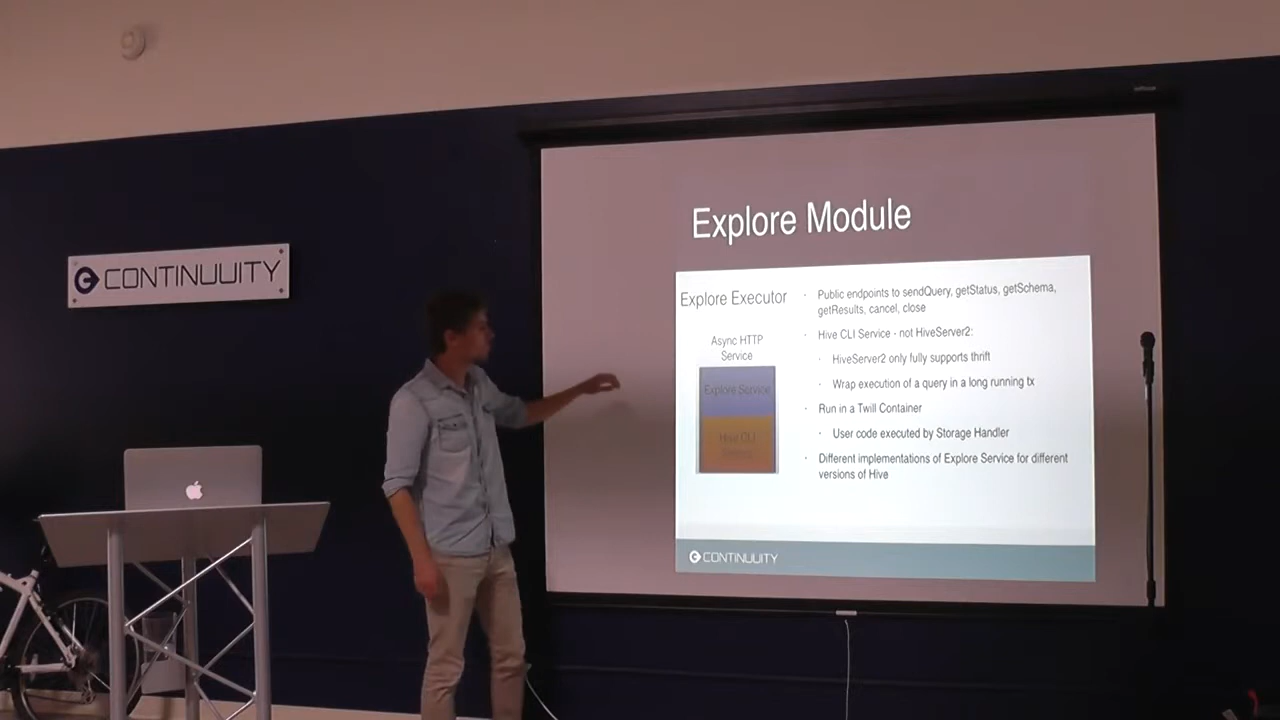 CONTINUUITY
Explore Module
Explore Executor
Async HTTP
Service
Explore Service
Hive CLI
· Public endpoints to sendQuery, getStatus, getSchema,
getResults, cancel, close
· Hive CLI Service - not HiveServer2:
· HiveServer2 only fully supports thrift
· Wrap execution of a query in a long running tx
· Run in a Twill Container
· User code executed by Storage Handler
· Different implementations of Explore Service for different
versions of Hive
CONTINUUITY